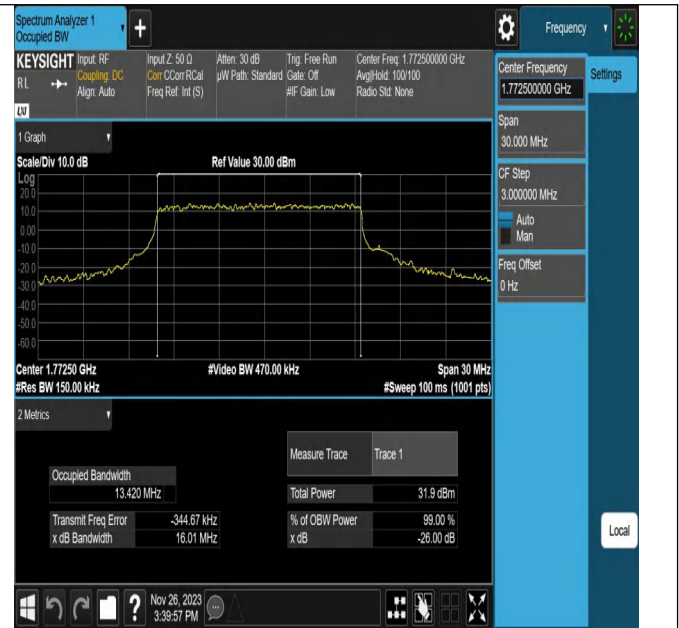 Spectrum Analyzer 1
Occupied BW
Frequency
KEYSIGHT
RL
LXI
Input: RF
Coupling: DC
Align: Auto
Input Z: 50 Ω
Corr CCorr RCal
Freq Ref: Int (S)
Atten: 30 dB
µW Path: Standard
Trig: Free Run
Gate: Off
#IF Gain: Low
Center Freq: 1.772500000 GHz
Avg|Hold: 100/100
Radio Std: None
Center Frequency
1.772500000 GHz
Settings
Span
30.000 MHz
CF Step
3.000000 MHz
Auto
Man
Freq Offset
0 Hz
1 Graph
Scale/Div 10.0 dB
Ref Value 30.00 dBm
Log
20.0
10.0
0.00
-10.0
-20.0
-30.0
-40.0
-50.0
-60.0
Center 1.77250 GHz
#Video BW 470.00 kHz
Span 30 MHz
#Res BW 150.00 kHz
#Sweep 100 ms (1001 pts)
2 Metrics
Measure Trace
Trace 1
Occupied Bandwidth
13.420 MHz
Total Power
31.9 dBm
Transmit Freq Error
-344.67 kHz
% of OBW Power
99.00 %
x dB Bandwidth
16.01 MHz
x dB
-26.00 dB
Local
?
Nov 26, 2023
3:39:57 PM